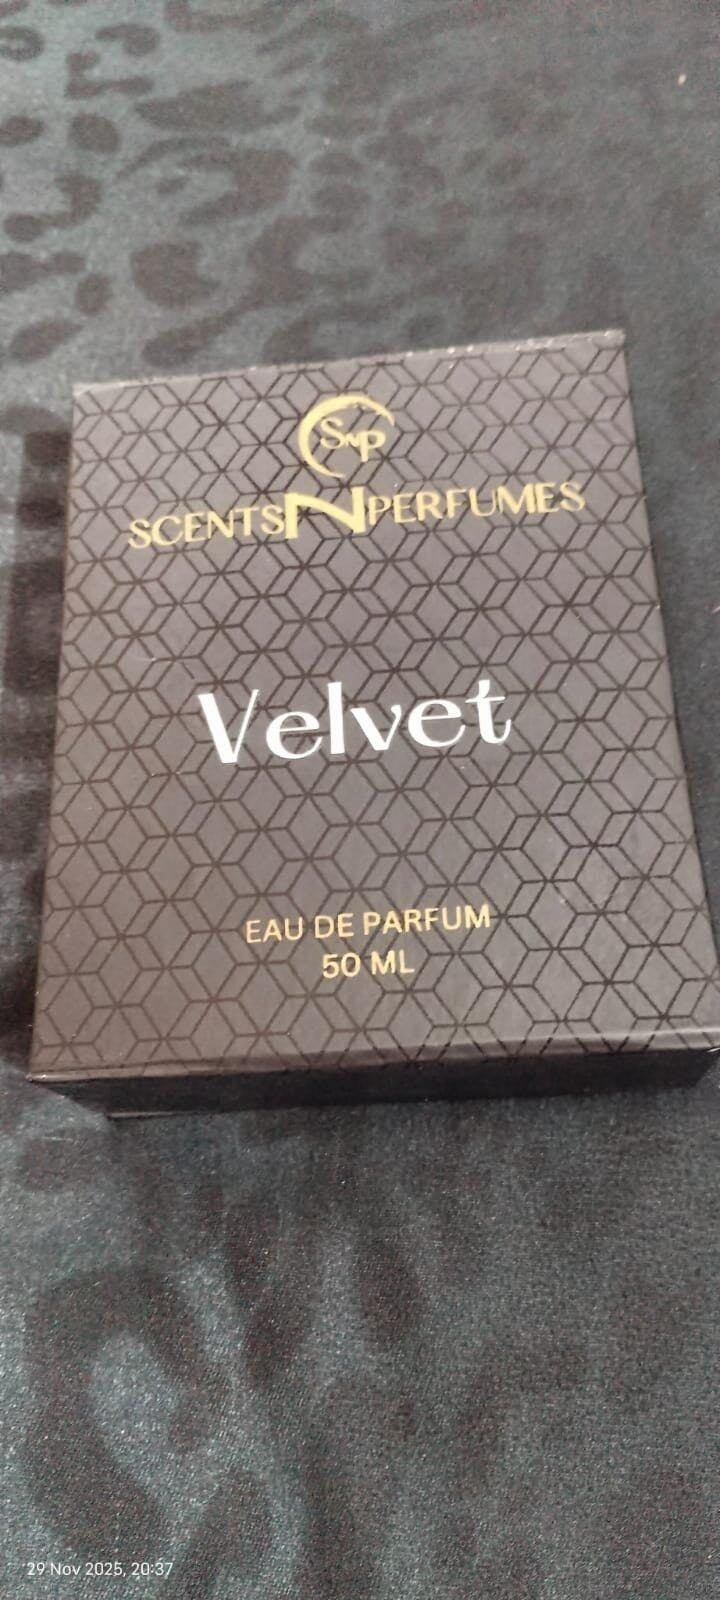 SNP
SCENTSNPERFUMES
Velvet
EAU DE PARFUM
50 ML
29 Nov 2025, 20:37